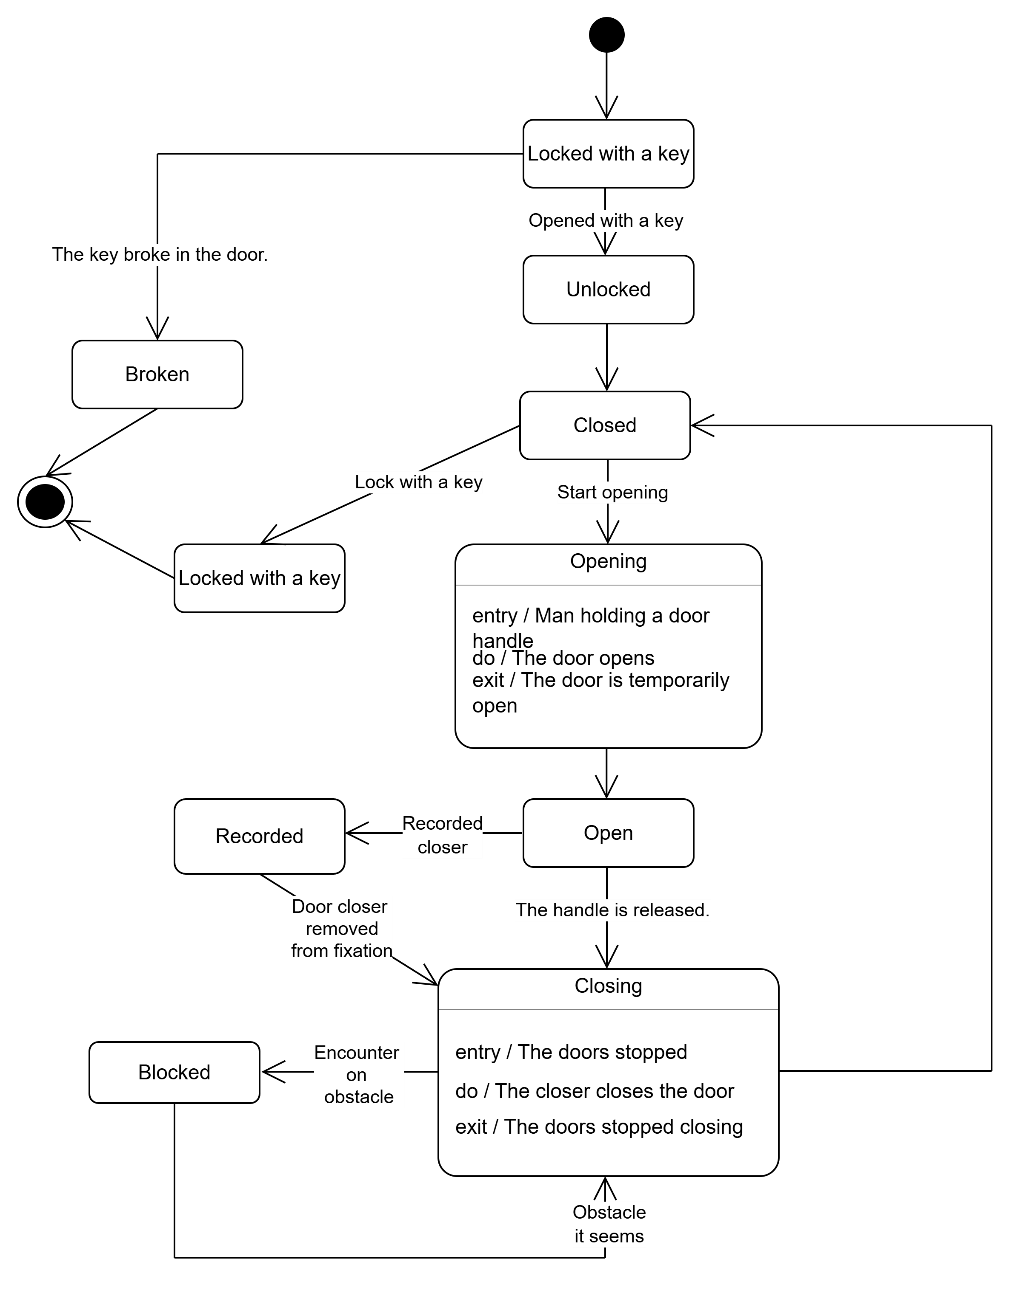 Locked with a key
Opened with a key
The key broke in the door.
Unlocked
Broken
Closed
Lock with a key
Start opening
Locked with a key
Opening
entry / Man holding a door
handle
do / The door opens
exit / The door is temporarily
open
Recorded
Recorded
closer
Open
Door closer
removed
from fixation
The handle is released.
Closing
entry / The doors stopped
do / The closer closes the door
exit / The doors stopped closing
Encounter
on
obstacle
Blocked
Obstacle
it seems